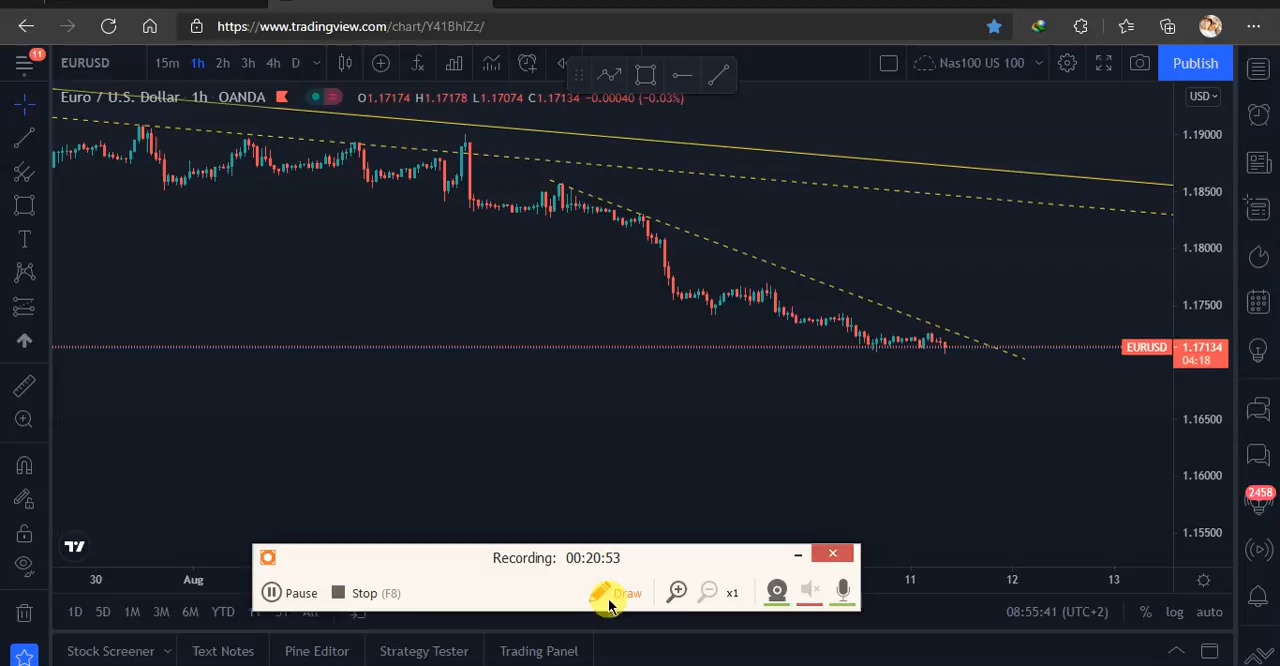 https://www.tradingview.com/chart/Y41BhlZz/
11
EURUSD 15m 1h 2h 3h 4h D Nas100 US 100 Publish
Euro / U.S. Dollar 1h OANDA O1.17174 H1.17178 L1.17074 C1.17134 −0.00040 (−0.03%)
USD
1.19000
1.18500
1.18000
1.17500
EURUSD 1.17134
04:18
1.16500
1.16000
1.15500
2458
Recording: 00:20:53
Pause Stop (F8) Draw x1
30 Aug 11 12 13
1D 5D 1M 3M 6M YTD 08:55:41 (UTC+2) % log auto
Stock Screener Text Notes Pine Editor Strategy Tester Trading Panel